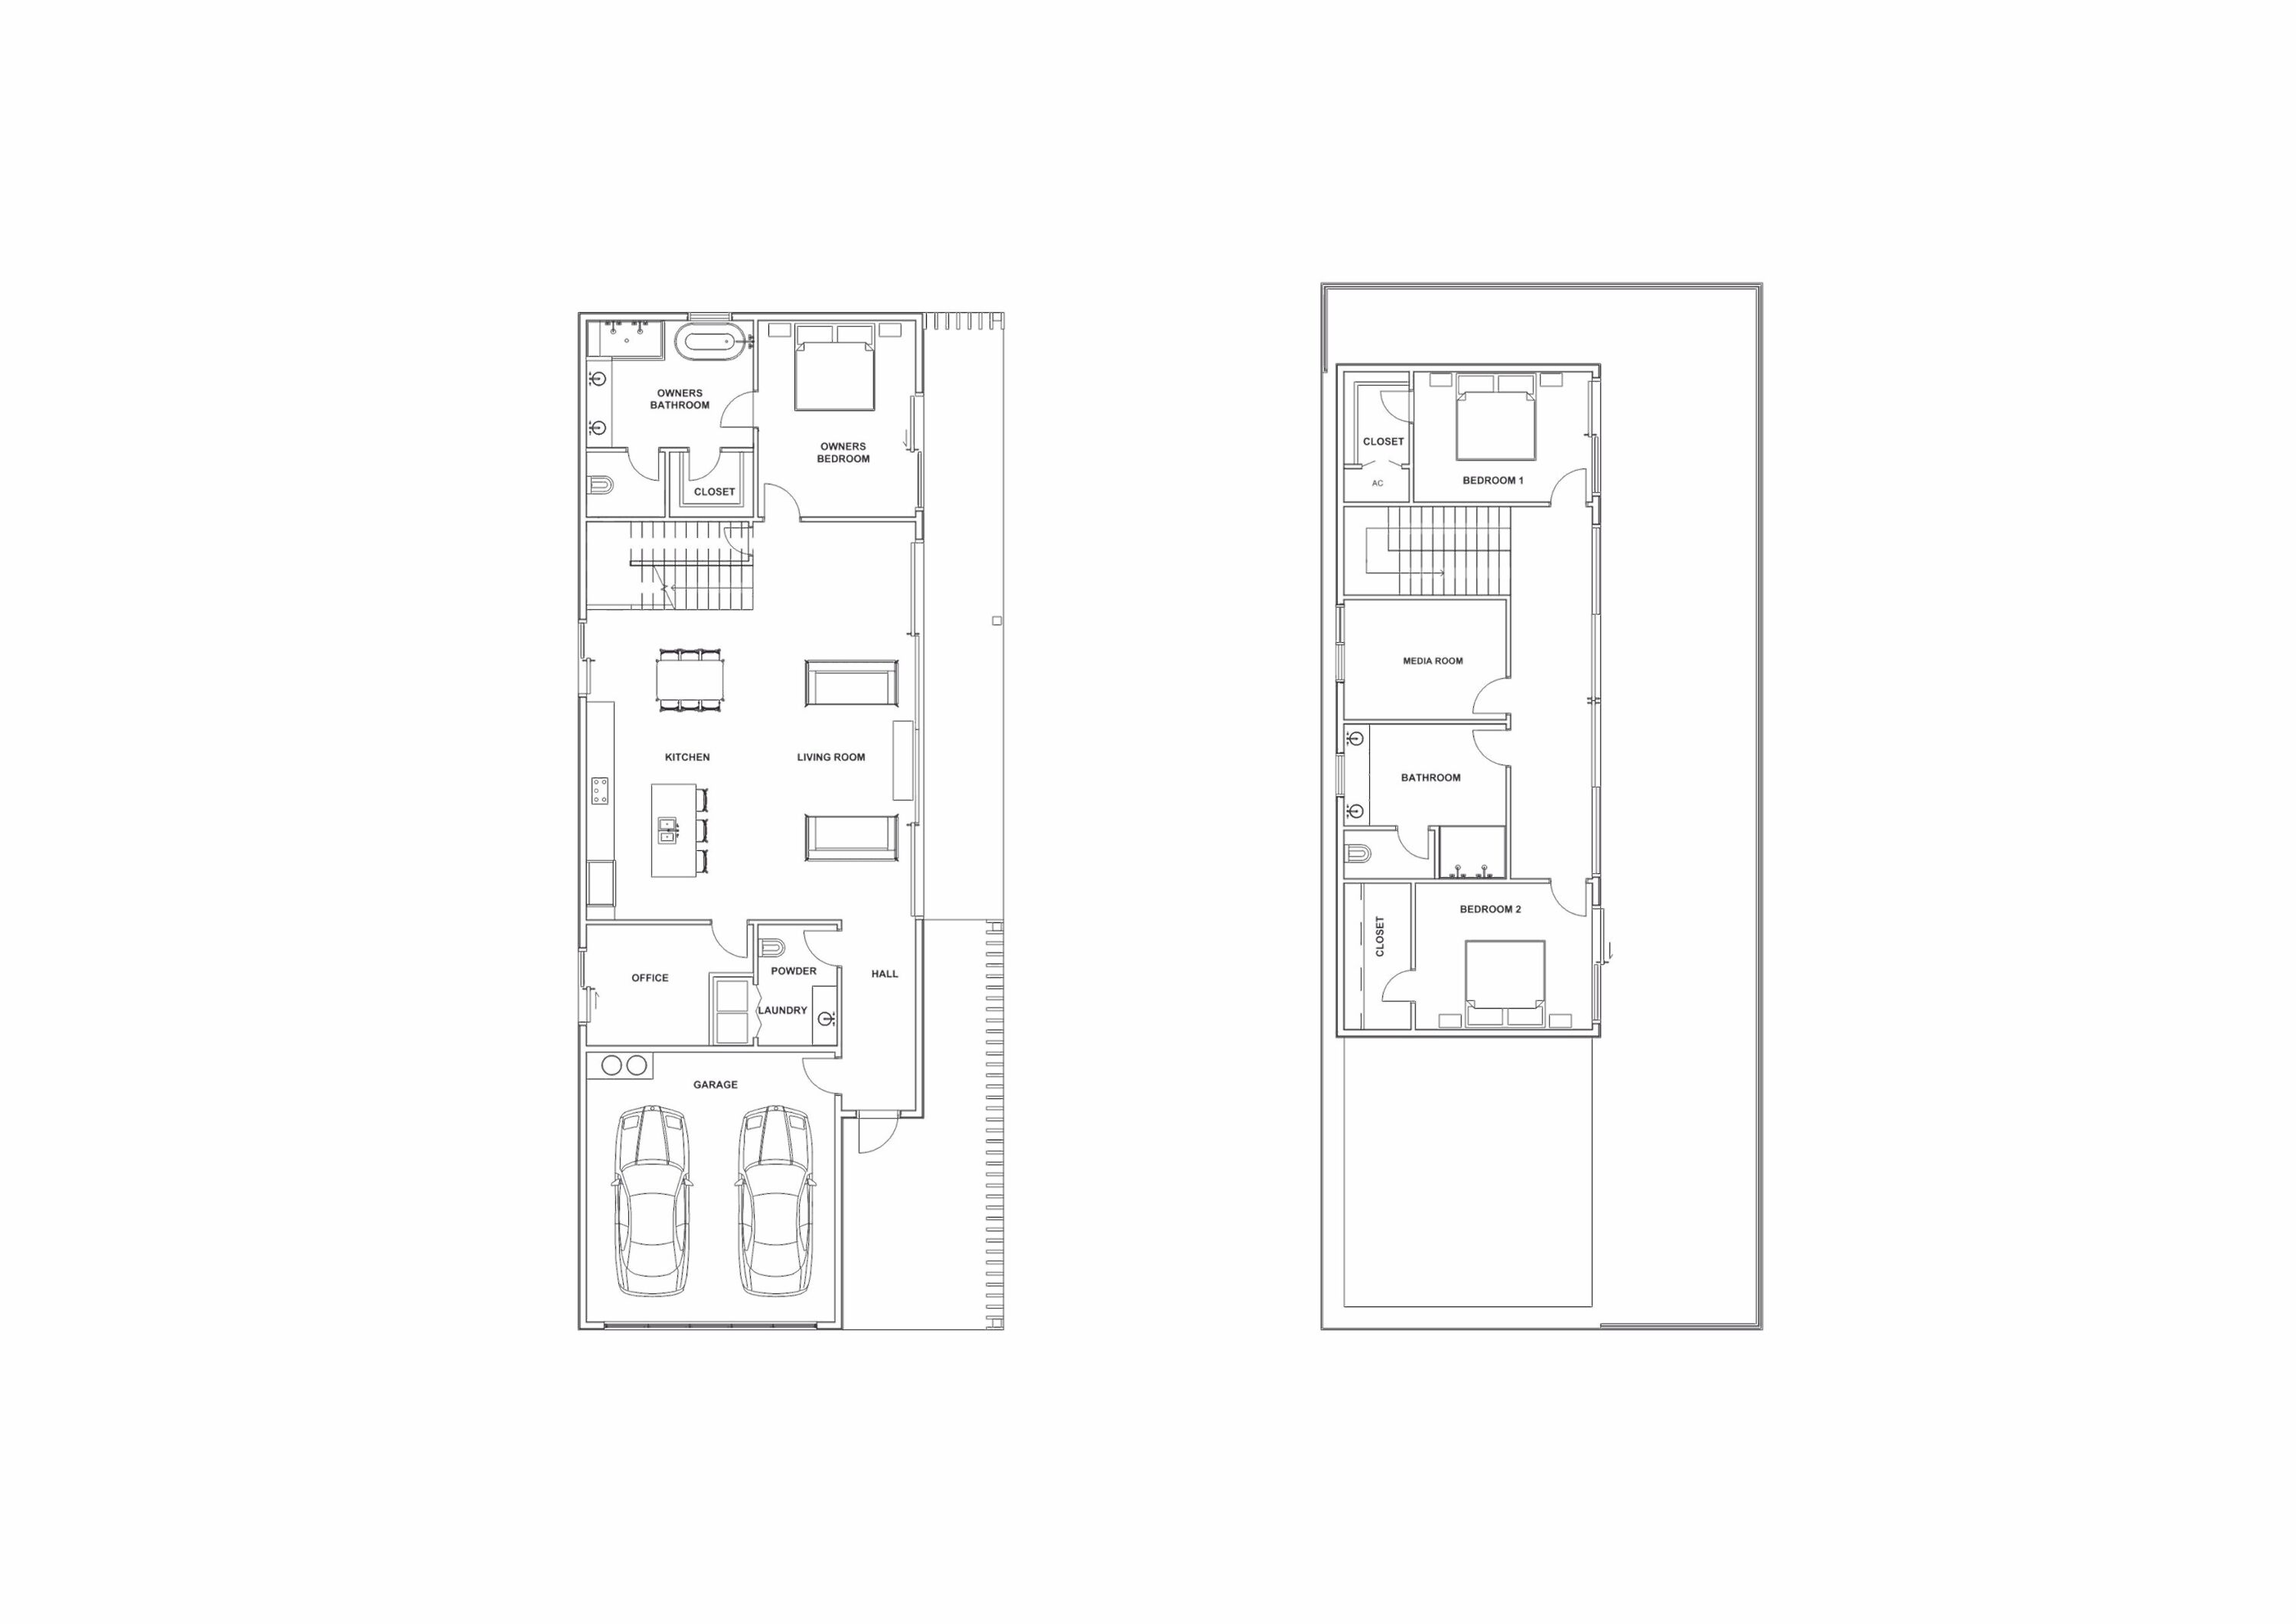 OWNERS
BATHROOM
OWNERS
BEDROOM
CLOSET
KITCHEN
LIVING ROOM
OFFICE
POWDER
HALL
LAUNDRY
GARAGE
CLOSET
BEDROOM 1
AC
MEDIA ROOM
BATHROOM
BEDROOM 2
CLOSET